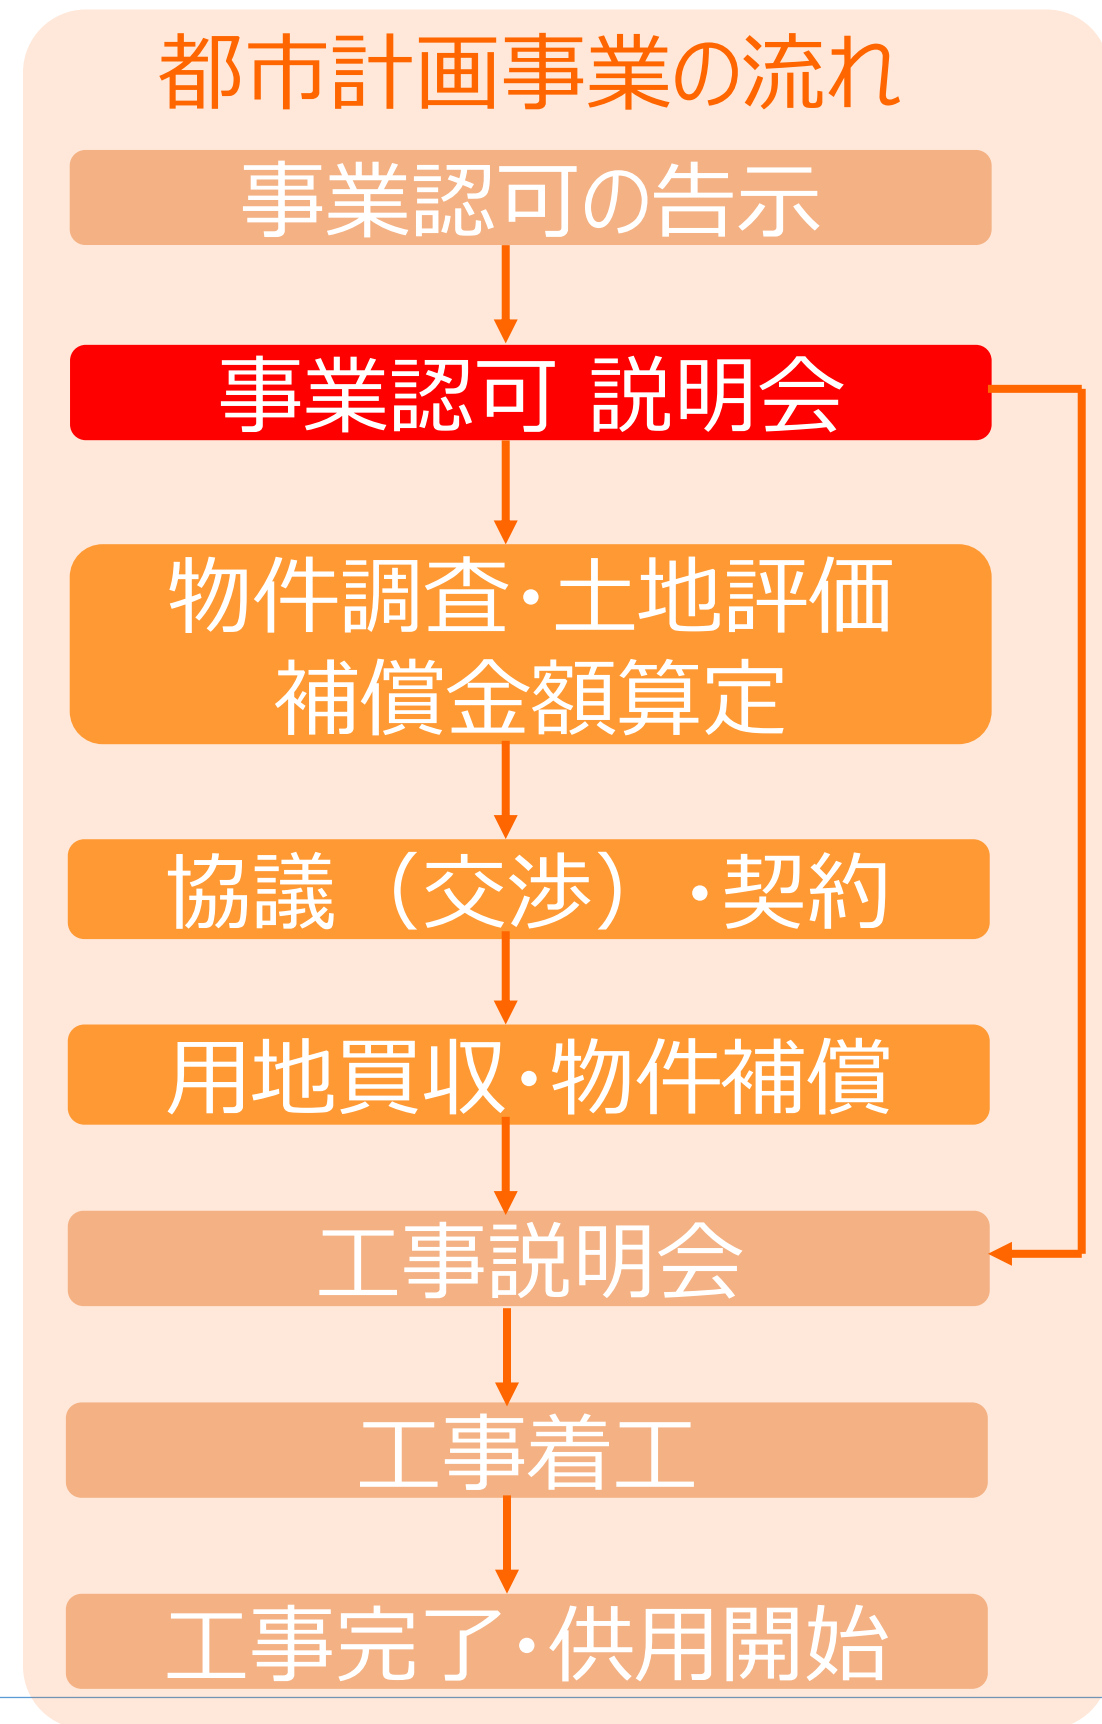 都市計画事業の流れ
事業認可の告示
事業認可 説明会
物件調査・土地評価
補償金額算定
協議（交渉）・契約
用地買収・物件補償
工事説明会
工事着工
工事完了・供用開始